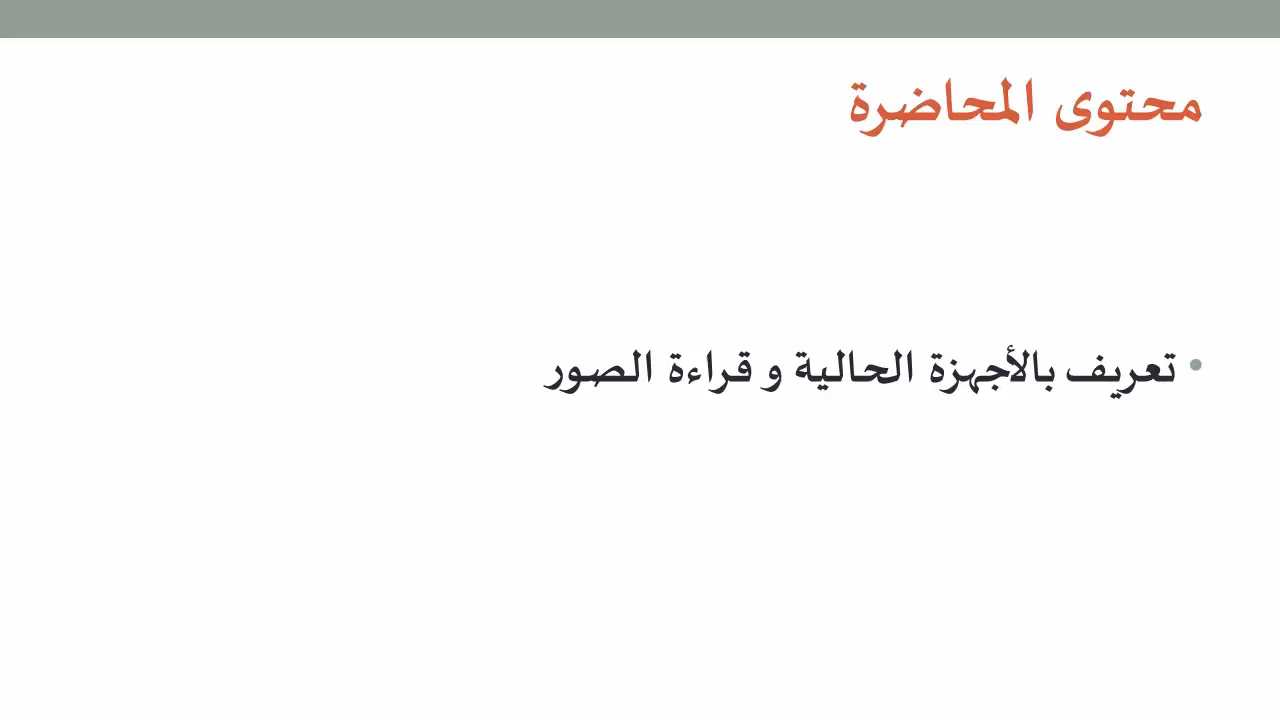 محتوى المحاضرة
• تعريف بالأجهزة الحالية و قراءة الصور